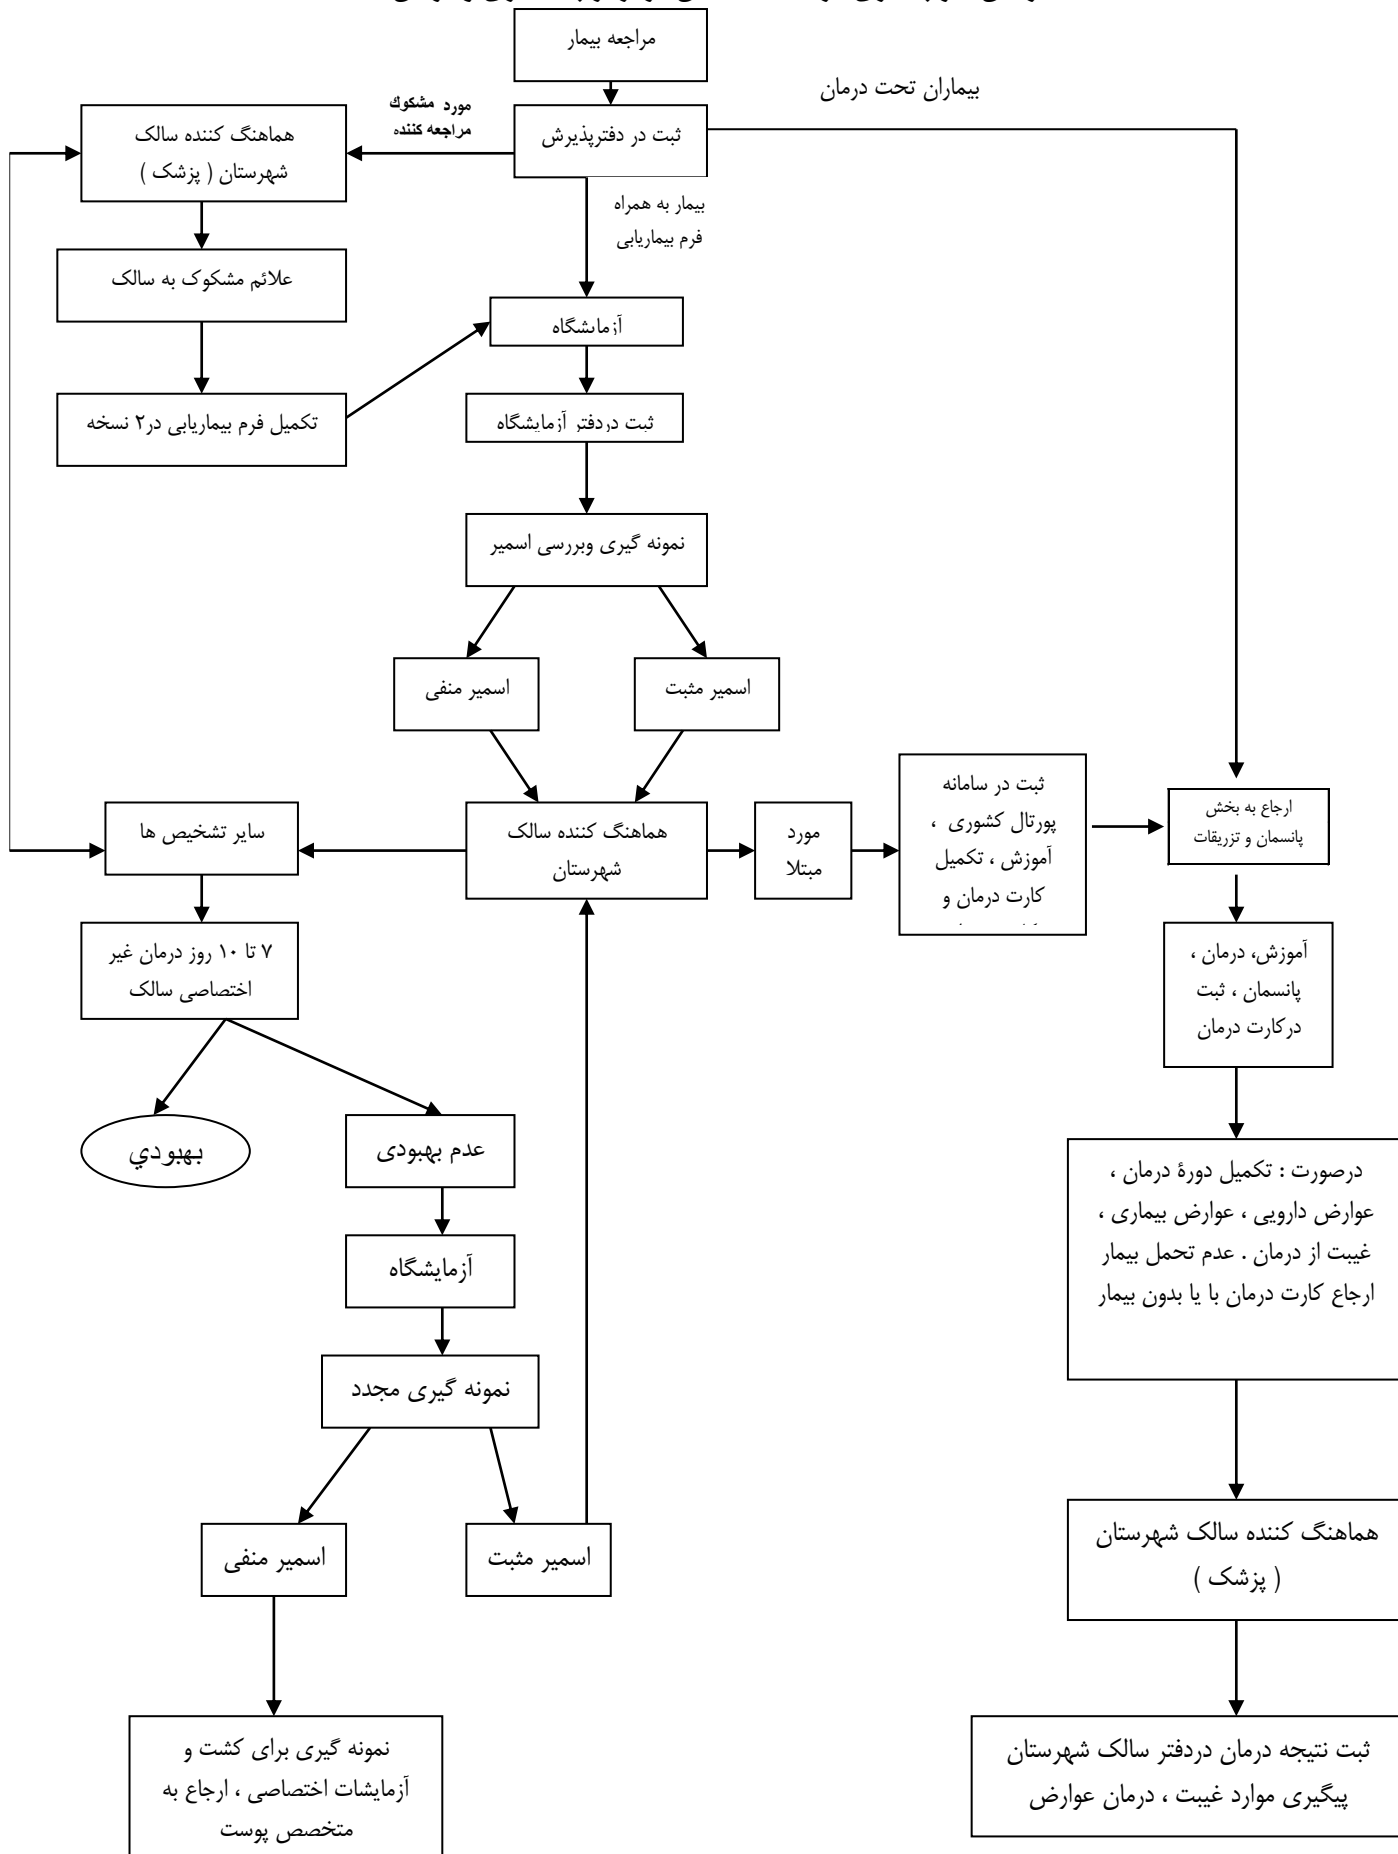 مراجعه بیمار
بیماران تحت درمان
مورد مشکوک
مراجعه کننده
ثبت در دفترپذیرش
هماهنگ کننده سالک
شهرستان ( پزشک )
بیمار به همراه
فرم بیماریابی
علائم مشکوک به سالک
آزمایشگاه
تکمیل فرم بیماریابی در۲ نسخه
ثبت دردفتر آزمایشگاه
نمونه گیری وبررسی اسمیر
اسمیر مثبت
اسمیر منفی
ثبت در سامانه
پورتال کشوری ،
آموزش ، تکمیل
کارت درمان و
ارجاع به بخش
پانسمان و تزریقات
مورد
مبتلا
هماهنگ کننده سالک
شهرستان
سایر تشخیص ها
۷ تا ۱۰ روز درمان غیر
اختصاصی سالک
آموزش، درمان ،
پانسمان ، ثبت
درکارت درمان
بهبودي
عدم بهبودی
آزمایشگاه
نمونه گیری مجدد
درصورت : تکمیل دورهٔ درمان ،
عوارض دارویی ، عوارض بیماری ،
غیبت از درمان . عدم تحمل بیمار
ارجاع کارت درمان با یا بدون بیمار
اسمیر مثبت
اسمیر منفی
هماهنگ کننده سالک شهرستان
( پزشک )
نمونه گیری برای کشت و
آزمایشات اختصاصی ، ارجاع به
متخصص پوست
ثبت نتیجه درمان دردفتر سالک شهرستان
پیگیری موارد غیبت ، درمان عوارض